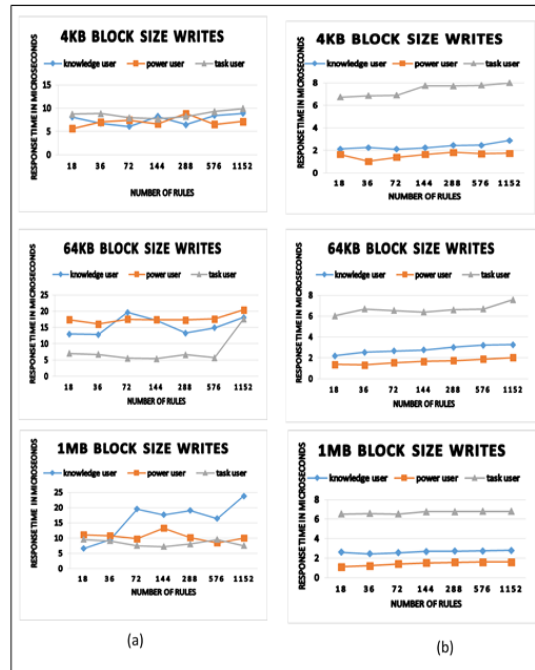 4KB BLOCK SIZE WRITES
knowledge user power user task user
RESPONSE TIME IN MICROSECONDS
15
10
5
0
18 36 72 144 288 576 1152
NUMBER OF RULES
4KB BLOCK SIZE WRITES
knowledge user power user task user
RESPONSE TIME IN MICROSECONDS
8
6
4
2
0
18 36 72 144 288 576 1152
NUMBER OF RULES
64KB BLOCK SIZE WRITES
knowledge user power user task user
RESPONSE TIME IN MICROSECONDS
25
20
15
10
5
0
18 36 72 144 288 576 1152
NUMBER OF RULES
64KB BLOCK SIZE WRITES
knowledge user power user task user
RESPONSE TIME IN MICROSECONDS
8
6
4
2
0
18 36 72 144 288 576 1152
NUMBER OF RULES
1MB BLOCK SIZE WRITES
knowledge user power user task user
RESPONSE TIME IN MICROSECONDS
25
20
15
10
5
0
18 36 72 144 288 576 1152
NUMBER OF RULES
1MB BLOCK SIZE WRITES
knowledge user power user task user
RESPONSE TIME IN MICROSECONDS
8
6
4
2
0
18 36 72 144 288 576 1152
NUMBER OF RULES
(a)
(b)